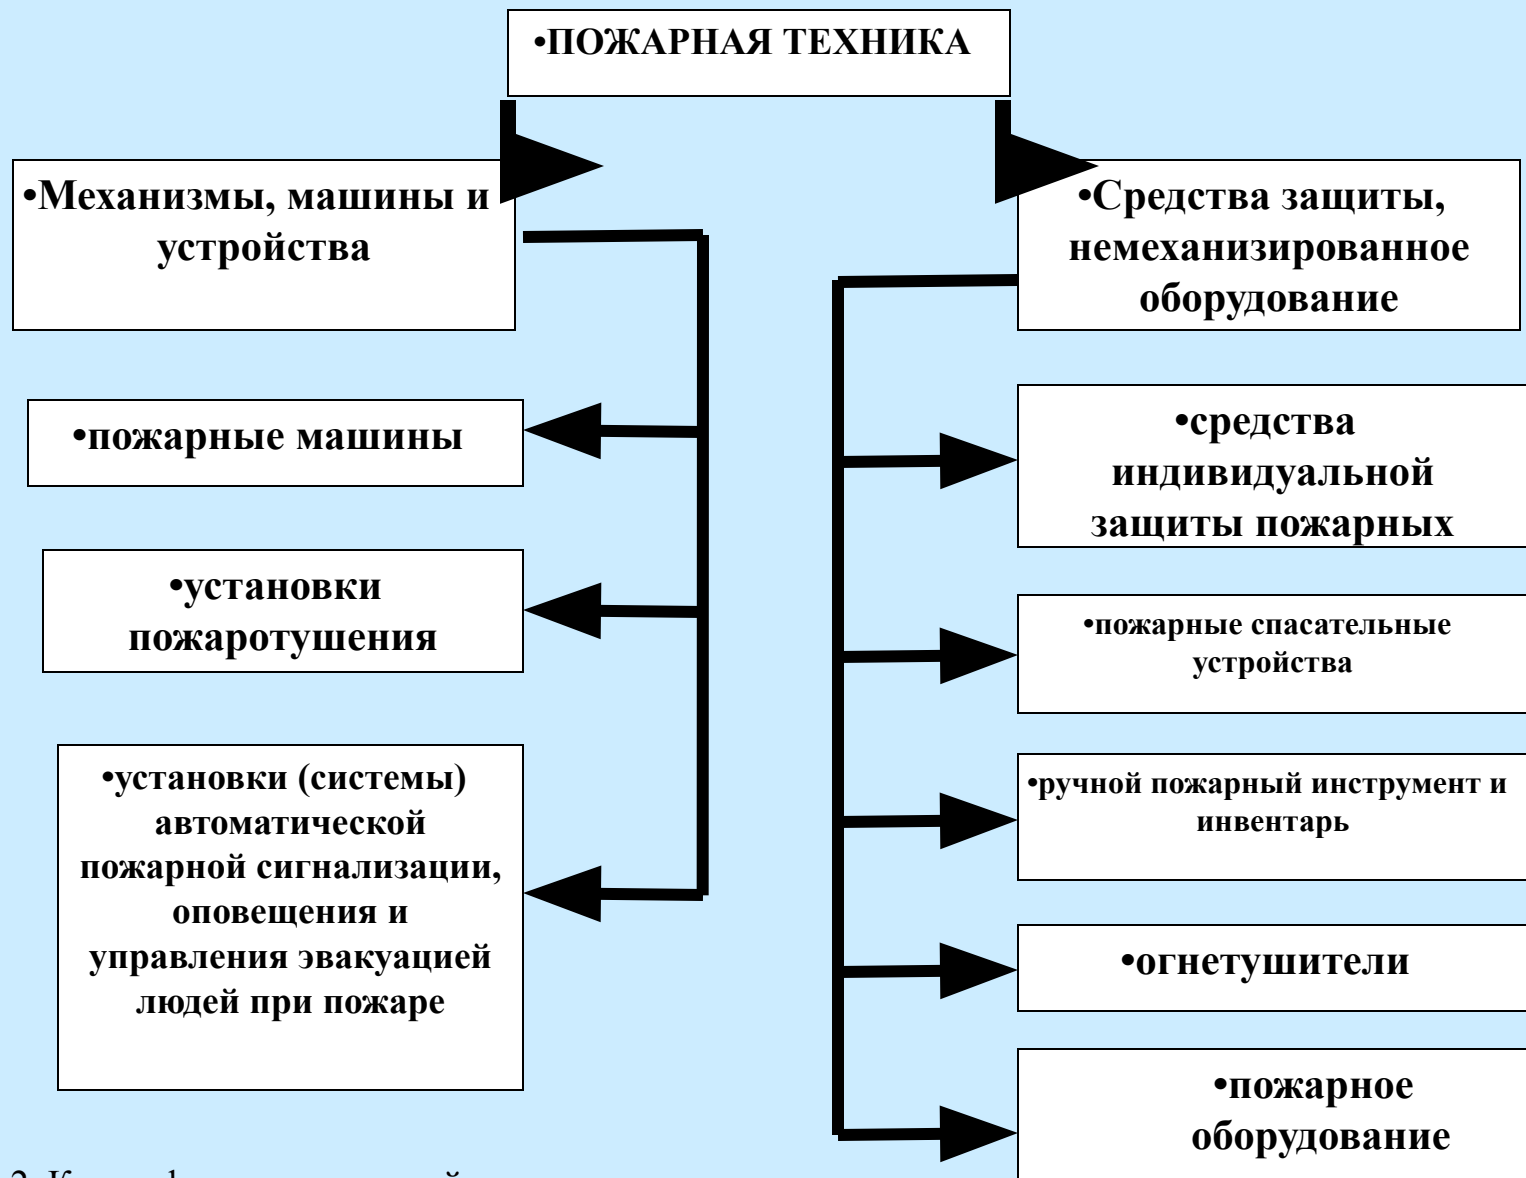 •ПОЖАРНАЯ ТЕХНИКА
•Механизмы, машины и
устройства
•пожарные машины
•установки
пожаротушения
•установки (системы)
автоматической
пожарной сигнализации,
оповещения и
управления эвакуацией
людей при пожаре
•Средства защиты,
немеханизированное
оборудование
•средства
индивидуальной
защиты пожарных
•пожарные спасательные
устройства
•ручной пожарный инструмент и
инвентарь
•огнетушители
•пожарное
оборудование